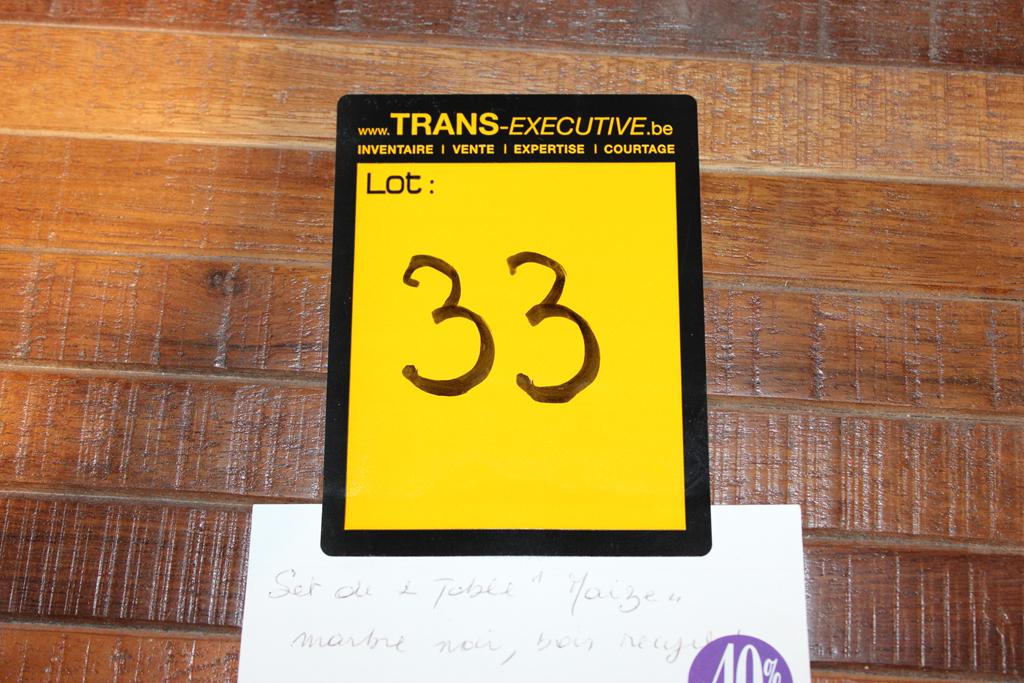 www.TRANS-EXECUTIVE.be
INVENTAIRE | VENTE | EXPERTISE | COURTAGE
Lot:
33
Set de 2 Table "Maize"
marbre noir, bois
40%